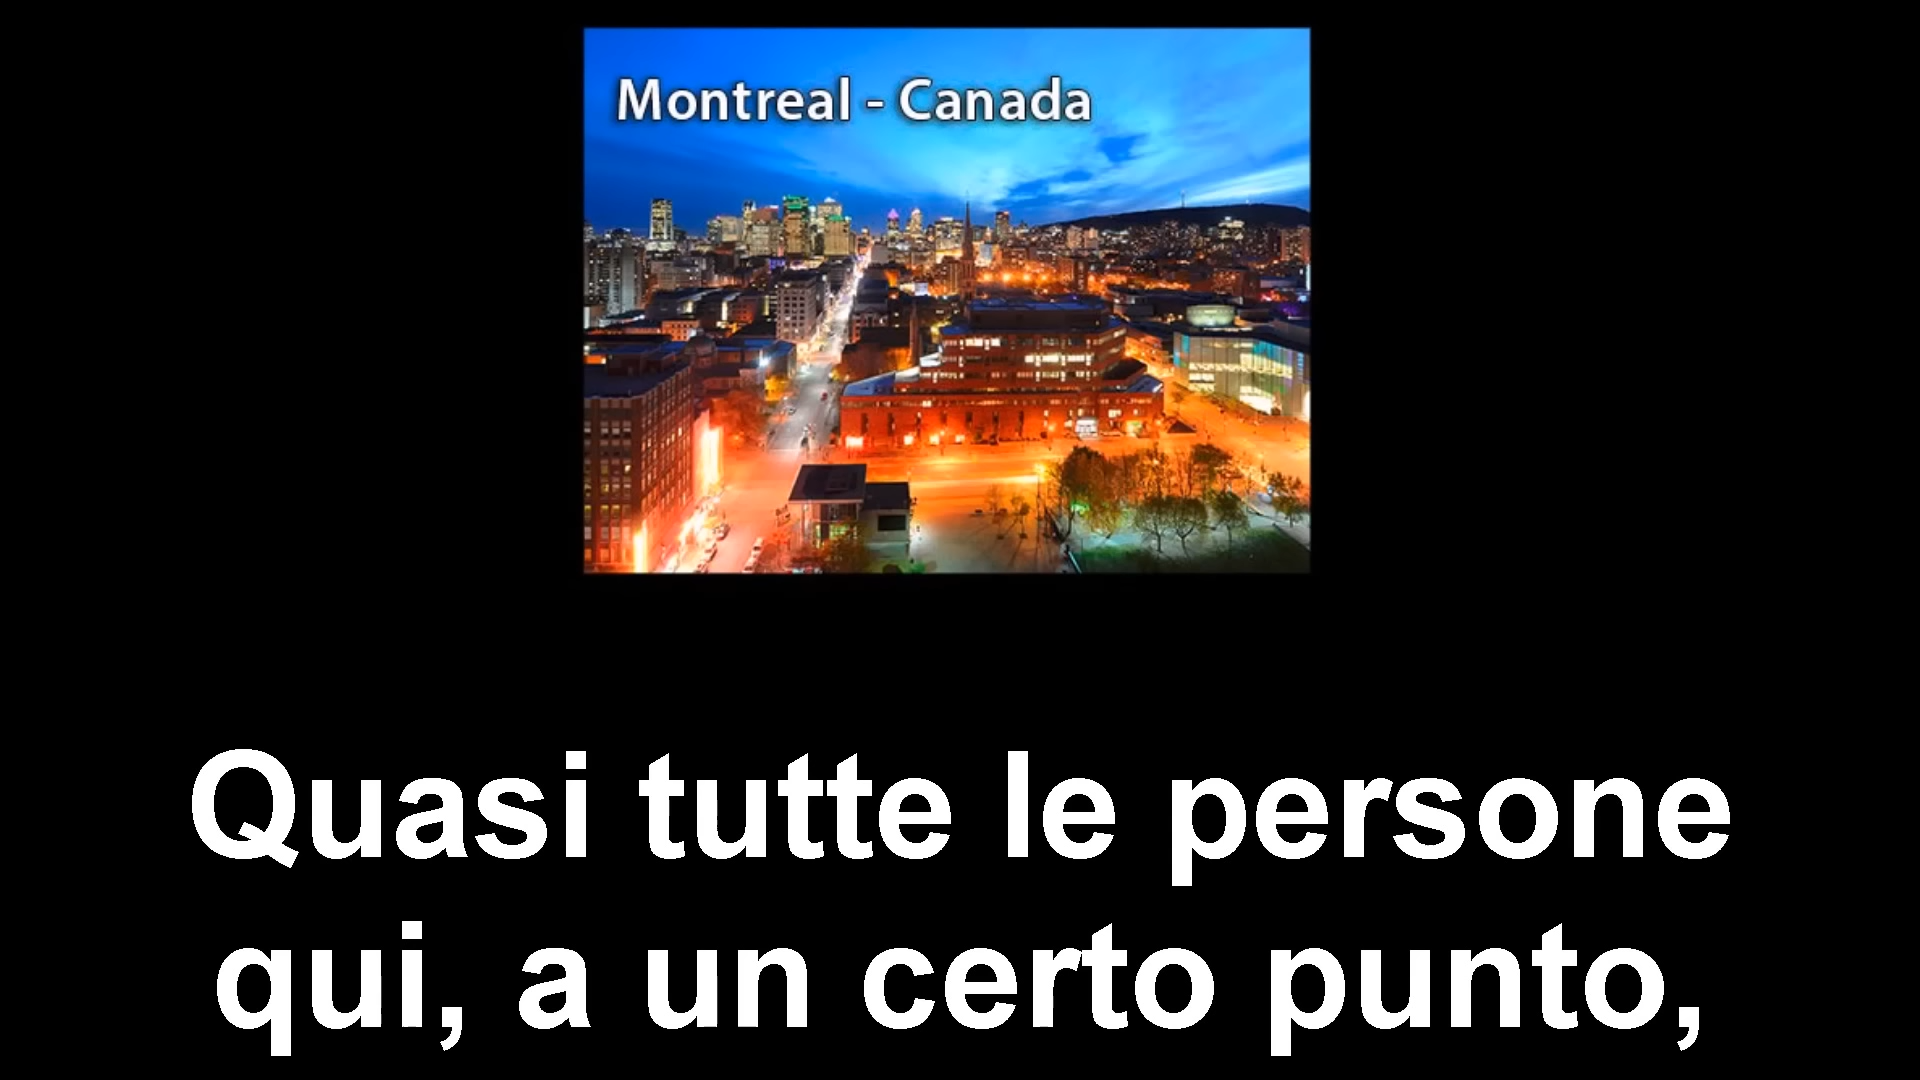 Montreal - Canada
Quasi tutte le persone
qui, a un certo punto,